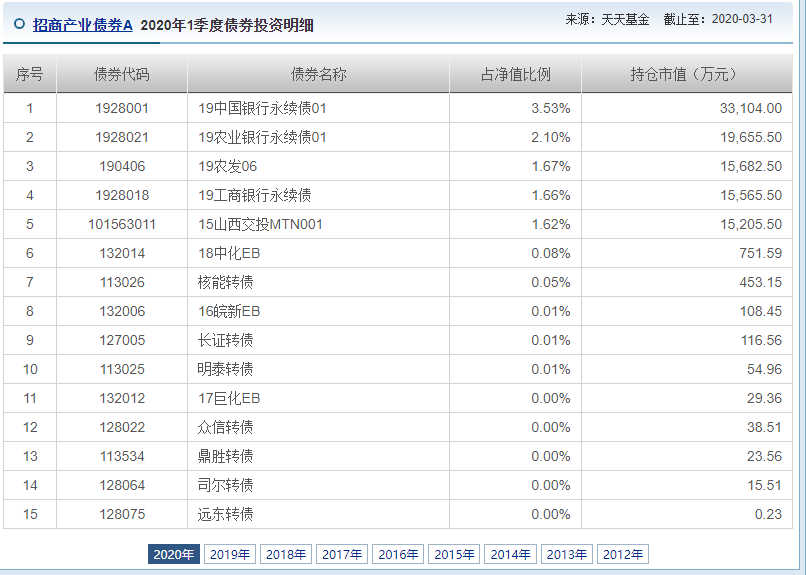 招商产业债券A 2020年1季度债券投资明细 来源：天天基金 截止至：2020-03-31
序号 债券代码 债券名称 占净值比例 持仓市值（万元）
1 1928001 19中国银行永续债01 3.53% 33,104.00
2 1928021 19农业银行永续债01 2.10% 19,655.50
3 190406 19农发06 1.67% 15,682.50
4 1928018 19工商银行永续债 1.66% 15,565.50
5 101563011 15山西交投MTN001 1.62% 15,205.50
6 132014 18中化EB 0.08% 751.59
7 113026 核能转债 0.05% 453.15
8 132006 16皖新EB 0.01% 108.45
9 127005 长证转债 0.01% 116.56
10 113025 明泰转债 0.01% 54.96
11 132012 17巨化EB 0.00% 29.36
12 128022 众信转债 0.00% 38.51
13 113534 鼎胜转债 0.00% 23.56
14 128064 司尔转债 0.00% 15.51
15 128075 远东转债 0.00% 0.23
2020年 2019年 2018年 2017年 2016年 2015年 2014年 2013年 2012年